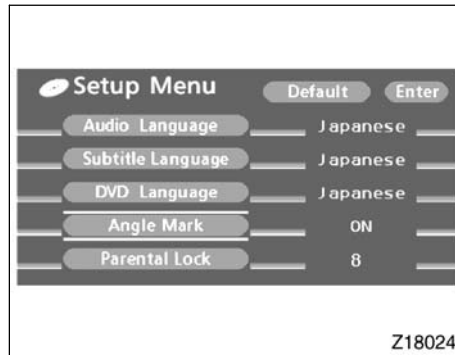 Setup Menu Default Enter
Audio Language Japanese
Subtitle Language Japanese
DVD Language Japanese
Angle Mark ON
Parental Lock 8
Z18024